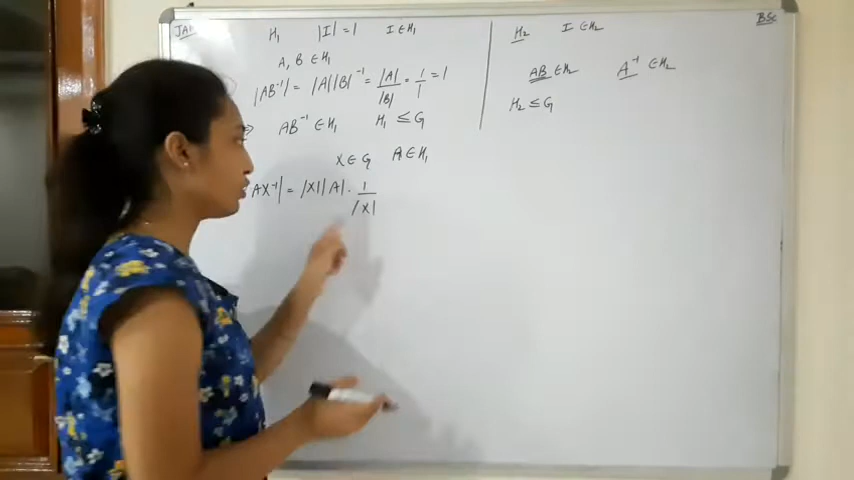 JAM
H₁ |I| = 1 I ∈ H₁
A, B ∈ H₁
|AB⁻¹| = |A||B|⁻¹ = |A|/|B| = 1/1 = 1
⇒ AB⁻¹ ∈ H₁ H₁ ≤ G
X ∈ G A ∈ H₁
AX⁻¹| = |X||A| · 1/|X|
H₂ I ∈ H₂
AB ∈ H₂ A⁻¹ ∈ H₂
H₂ ≤ G
BSc